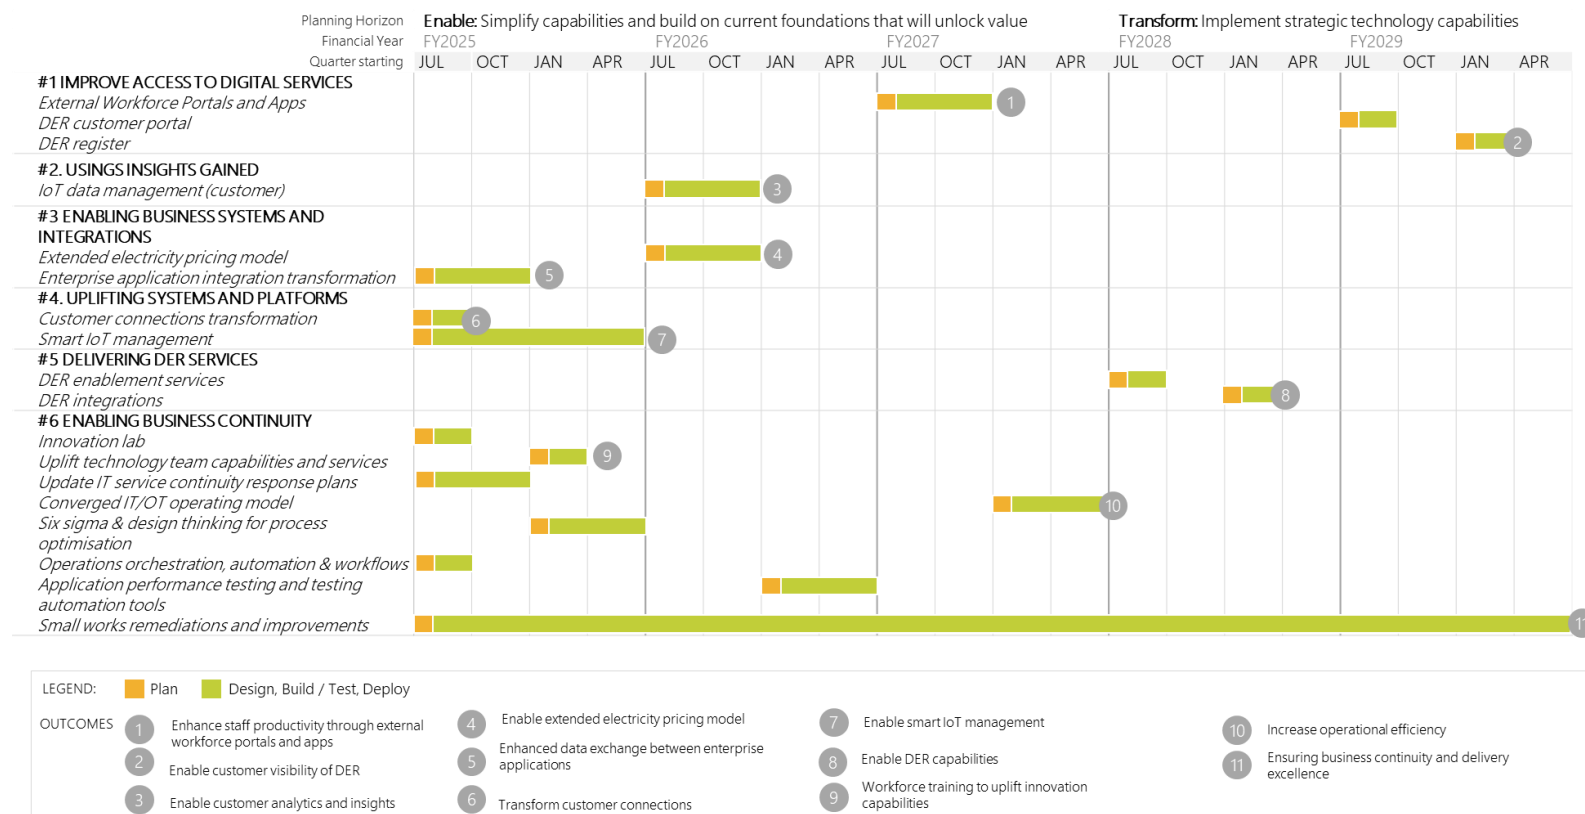 Planning Horizon Enable: Simplify capabilities and build on current foundations that will unlock value Transform: Implement strategic technology capabilities
Financial Year FY2025 FY2026 FY2027 FY2028 FY2029
Quarter starting JUL OCT JAN APR JUL OCT JAN APR JUL OCT JAN APR JUL OCT JAN APR JUL OCT JAN APR
#1 IMPROVE ACCESS TO DIGITAL SERVICES
External Workforce Portals and Apps 1
DER customer portal
DER register 2
#2. USINGS INSIGHTS GAINED
IoT data management (customer) 3
#3 ENABLING BUSINESS SYSTEMS AND
INTEGRATIONS
Extended electricity pricing model 4
Enterprise application integration transformation 5
#4. UPLIFTING SYSTEMS AND PLATFORMS
Customer connections transformation 6
Smart IoT management 7
#5 DELIVERING DER SERVICES
DER enablement services
DER integrations 8
#6 ENABLING BUSINESS CONTINUITY
Innovation lab
Uplift technology team capabilities and services 9
Update IT service continuity response plans
Converged IT/OT operating model 10
Six sigma & design thinking for process
optimisation
Operations orchestration, automation & workflows
Application performance testing and testing
automation tools
Small works remediations and improvements 11
LEGEND: Plan Design, Build / Test, Deploy
OUTCOMES
1 Enhance staff productivity through external
workforce portals and apps
2 Enable customer visibility of DER
3 Enable customer analytics and insights
4 Enable extended electricity pricing model
5 Enhanced data exchange between enterprise
applications
6 Transform customer connections
7 Enable smart IoT management
8 Enable DER capabilities
9 Workforce training to uplift innovation
capabilities
10 Increase operational efficiency
11 Ensuring business continuity and delivery
excellence